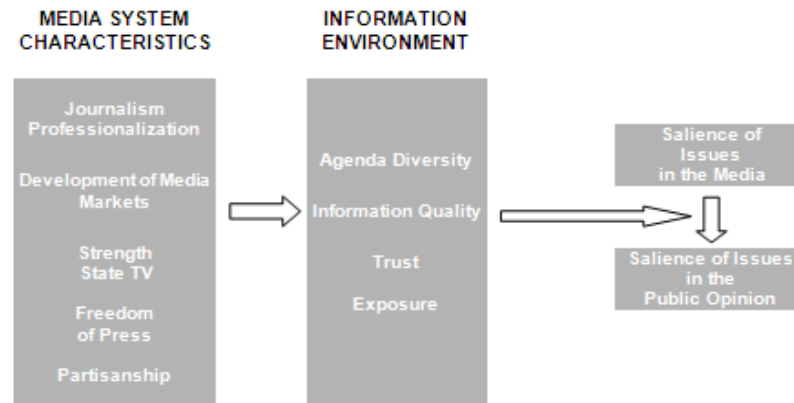 MEDIA SYSTEM
CHARACTERISTICS
Journalism
Professionalization
Development of Media
Markets
Strength
State TV
Freedom
of Press
Partisanship
INFORMATION
ENVIRONMENT
Agenda Diversity
Information Quality
Trust
Exposure
Salience of
Issues
in the Media
Salience of Issues
in the
Public Opinion